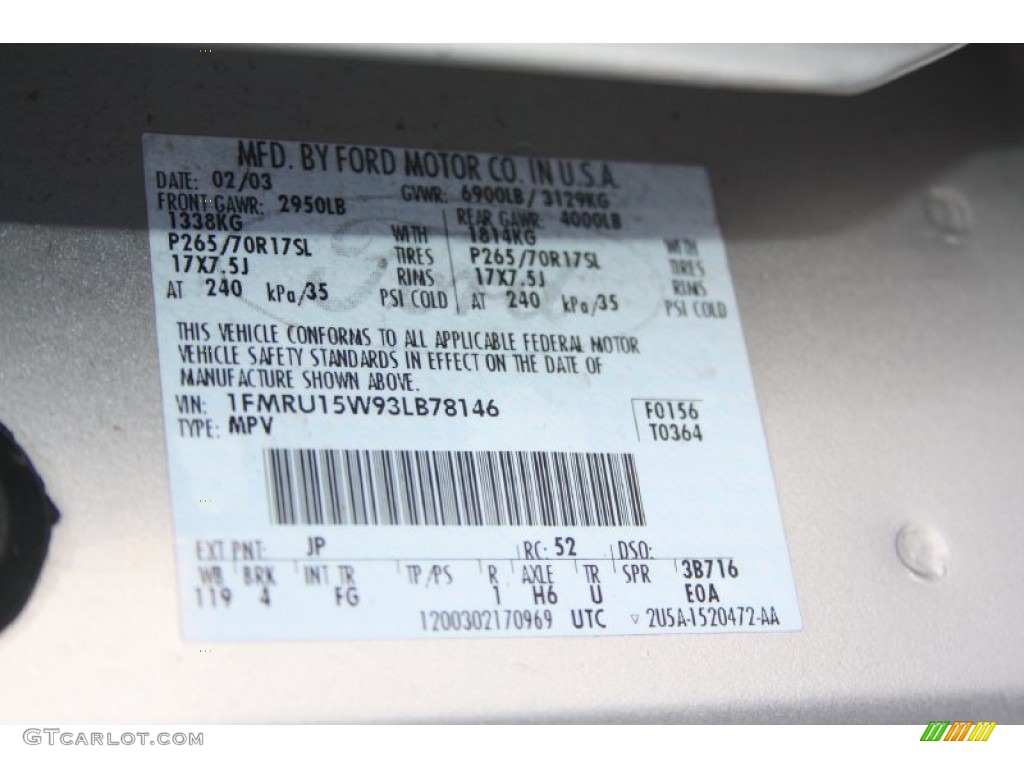 MFD. BY FORD MOTOR CO. IN U.S.A.
DATE: 02/03 GVWR: 6900LB / 3129KG
FRONT GAWR: 2950LB REAR GAWR: 4000LB
1338KG WITH 1814KG WITH
P265/70R17SL TIRES P265/70R17SL TIRES
17X7.5J RIMS 17X7.5J RIMS
AT 240 kPa/35 PSI COLD AT 240 kPa/35 PSI COLD
THIS VEHICLE CONFORMS TO ALL APPLICABLE FEDERAL MOTOR
VEHICLE SAFETY STANDARDS IN EFFECT ON THE DATE OF
MANUFACTURE SHOWN ABOVE.
VIN: 1FMRU15W93LB78146 F0156
TYPE: MPV T0364
EXT PNT: JP RC: 52 DSO:
WB BRK INT TR TP/PS R AXLE TR SPR 3B716
119 4 FG 1 H6 U E0A
1200302170969 UTC ▽ 2U5A-1520472-AA
GTCarlot.com